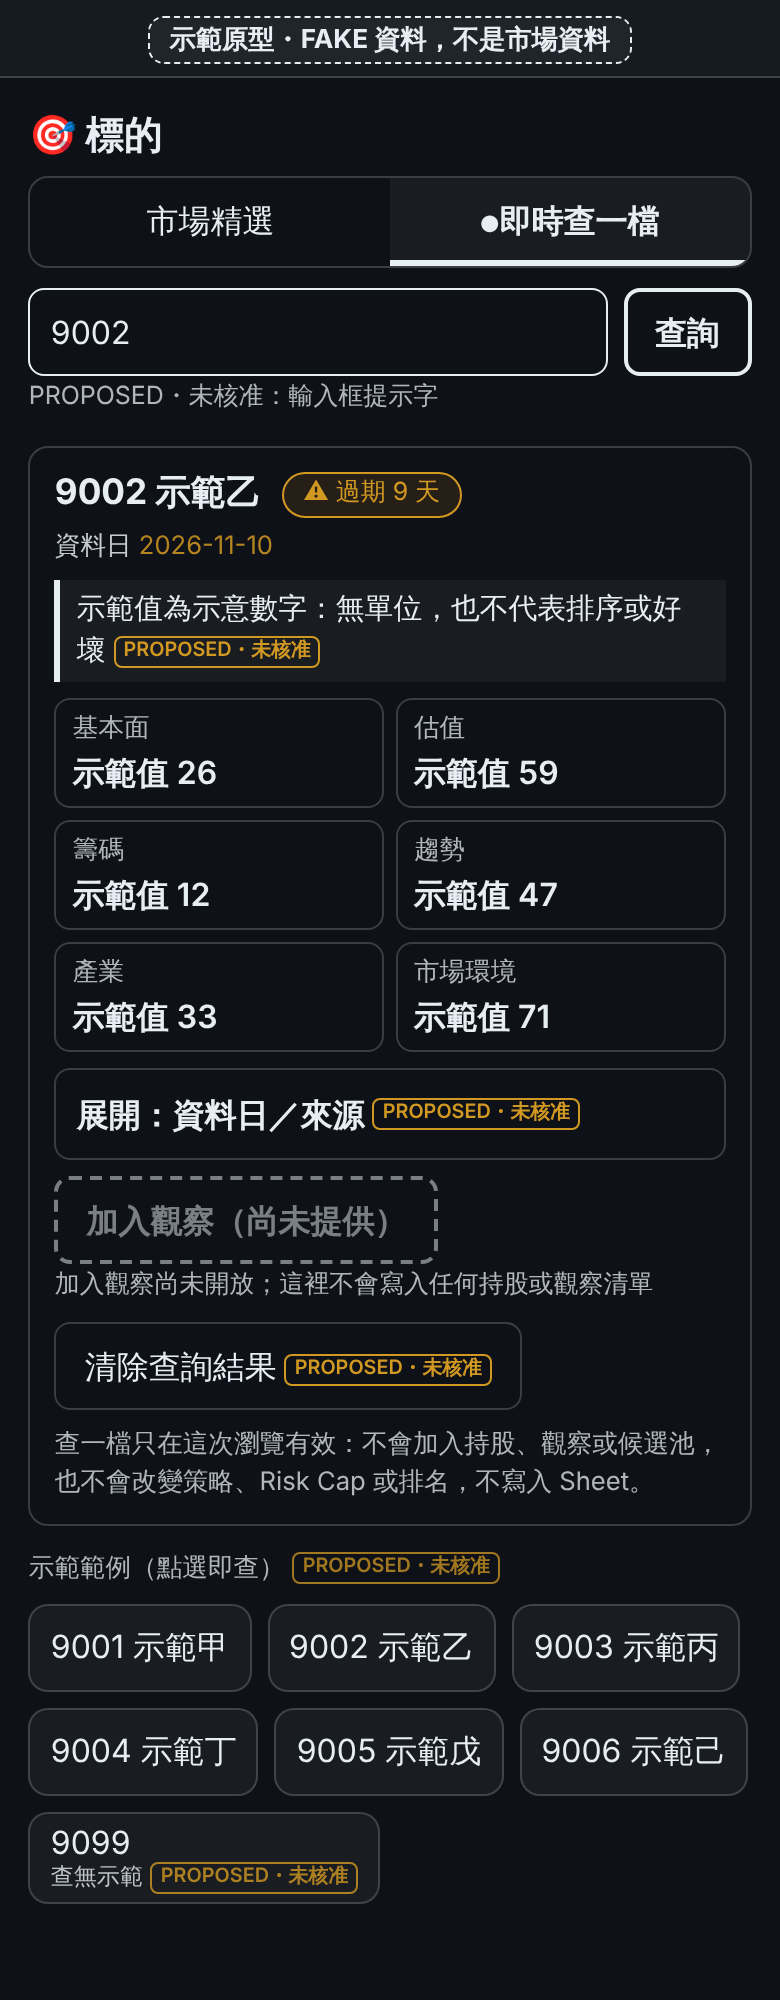 示範原型・FAKE 資料，不是市場資料
🎯 標的
市場精選
●即時查一檔
9002
查詢
PROPOSED・未核准：輸入框提示字
9002 示範乙
⚠ 過期 9 天
資料日 2026-11-10
示範值為示意數字：無單位，也不代表排序或好
壞 PROPOSED・未核准
基本面
示範值 26
估值
示範值 59
籌碼
示範值 12
趨勢
示範值 47
產業
示範值 33
市場環境
示範值 71
展開：資料日／來源 PROPOSED・未核准
加入觀察（尚未提供）
加入觀察尚未開放；這裡不會寫入任何持股或觀察清單
清除查詢結果 PROPOSED・未核准
查一檔只在這次瀏覽有效：不會加入持股、觀察或候選池，
也不會改變策略、Risk Cap 或排名，不寫入 Sheet。
示範範例（點選即查） PROPOSED・未核准
9001 示範甲
9002 示範乙
9003 示範丙
9004 示範丁
9005 示範戊
9006 示範己
9099
查無示範 PROPOSED・未核准